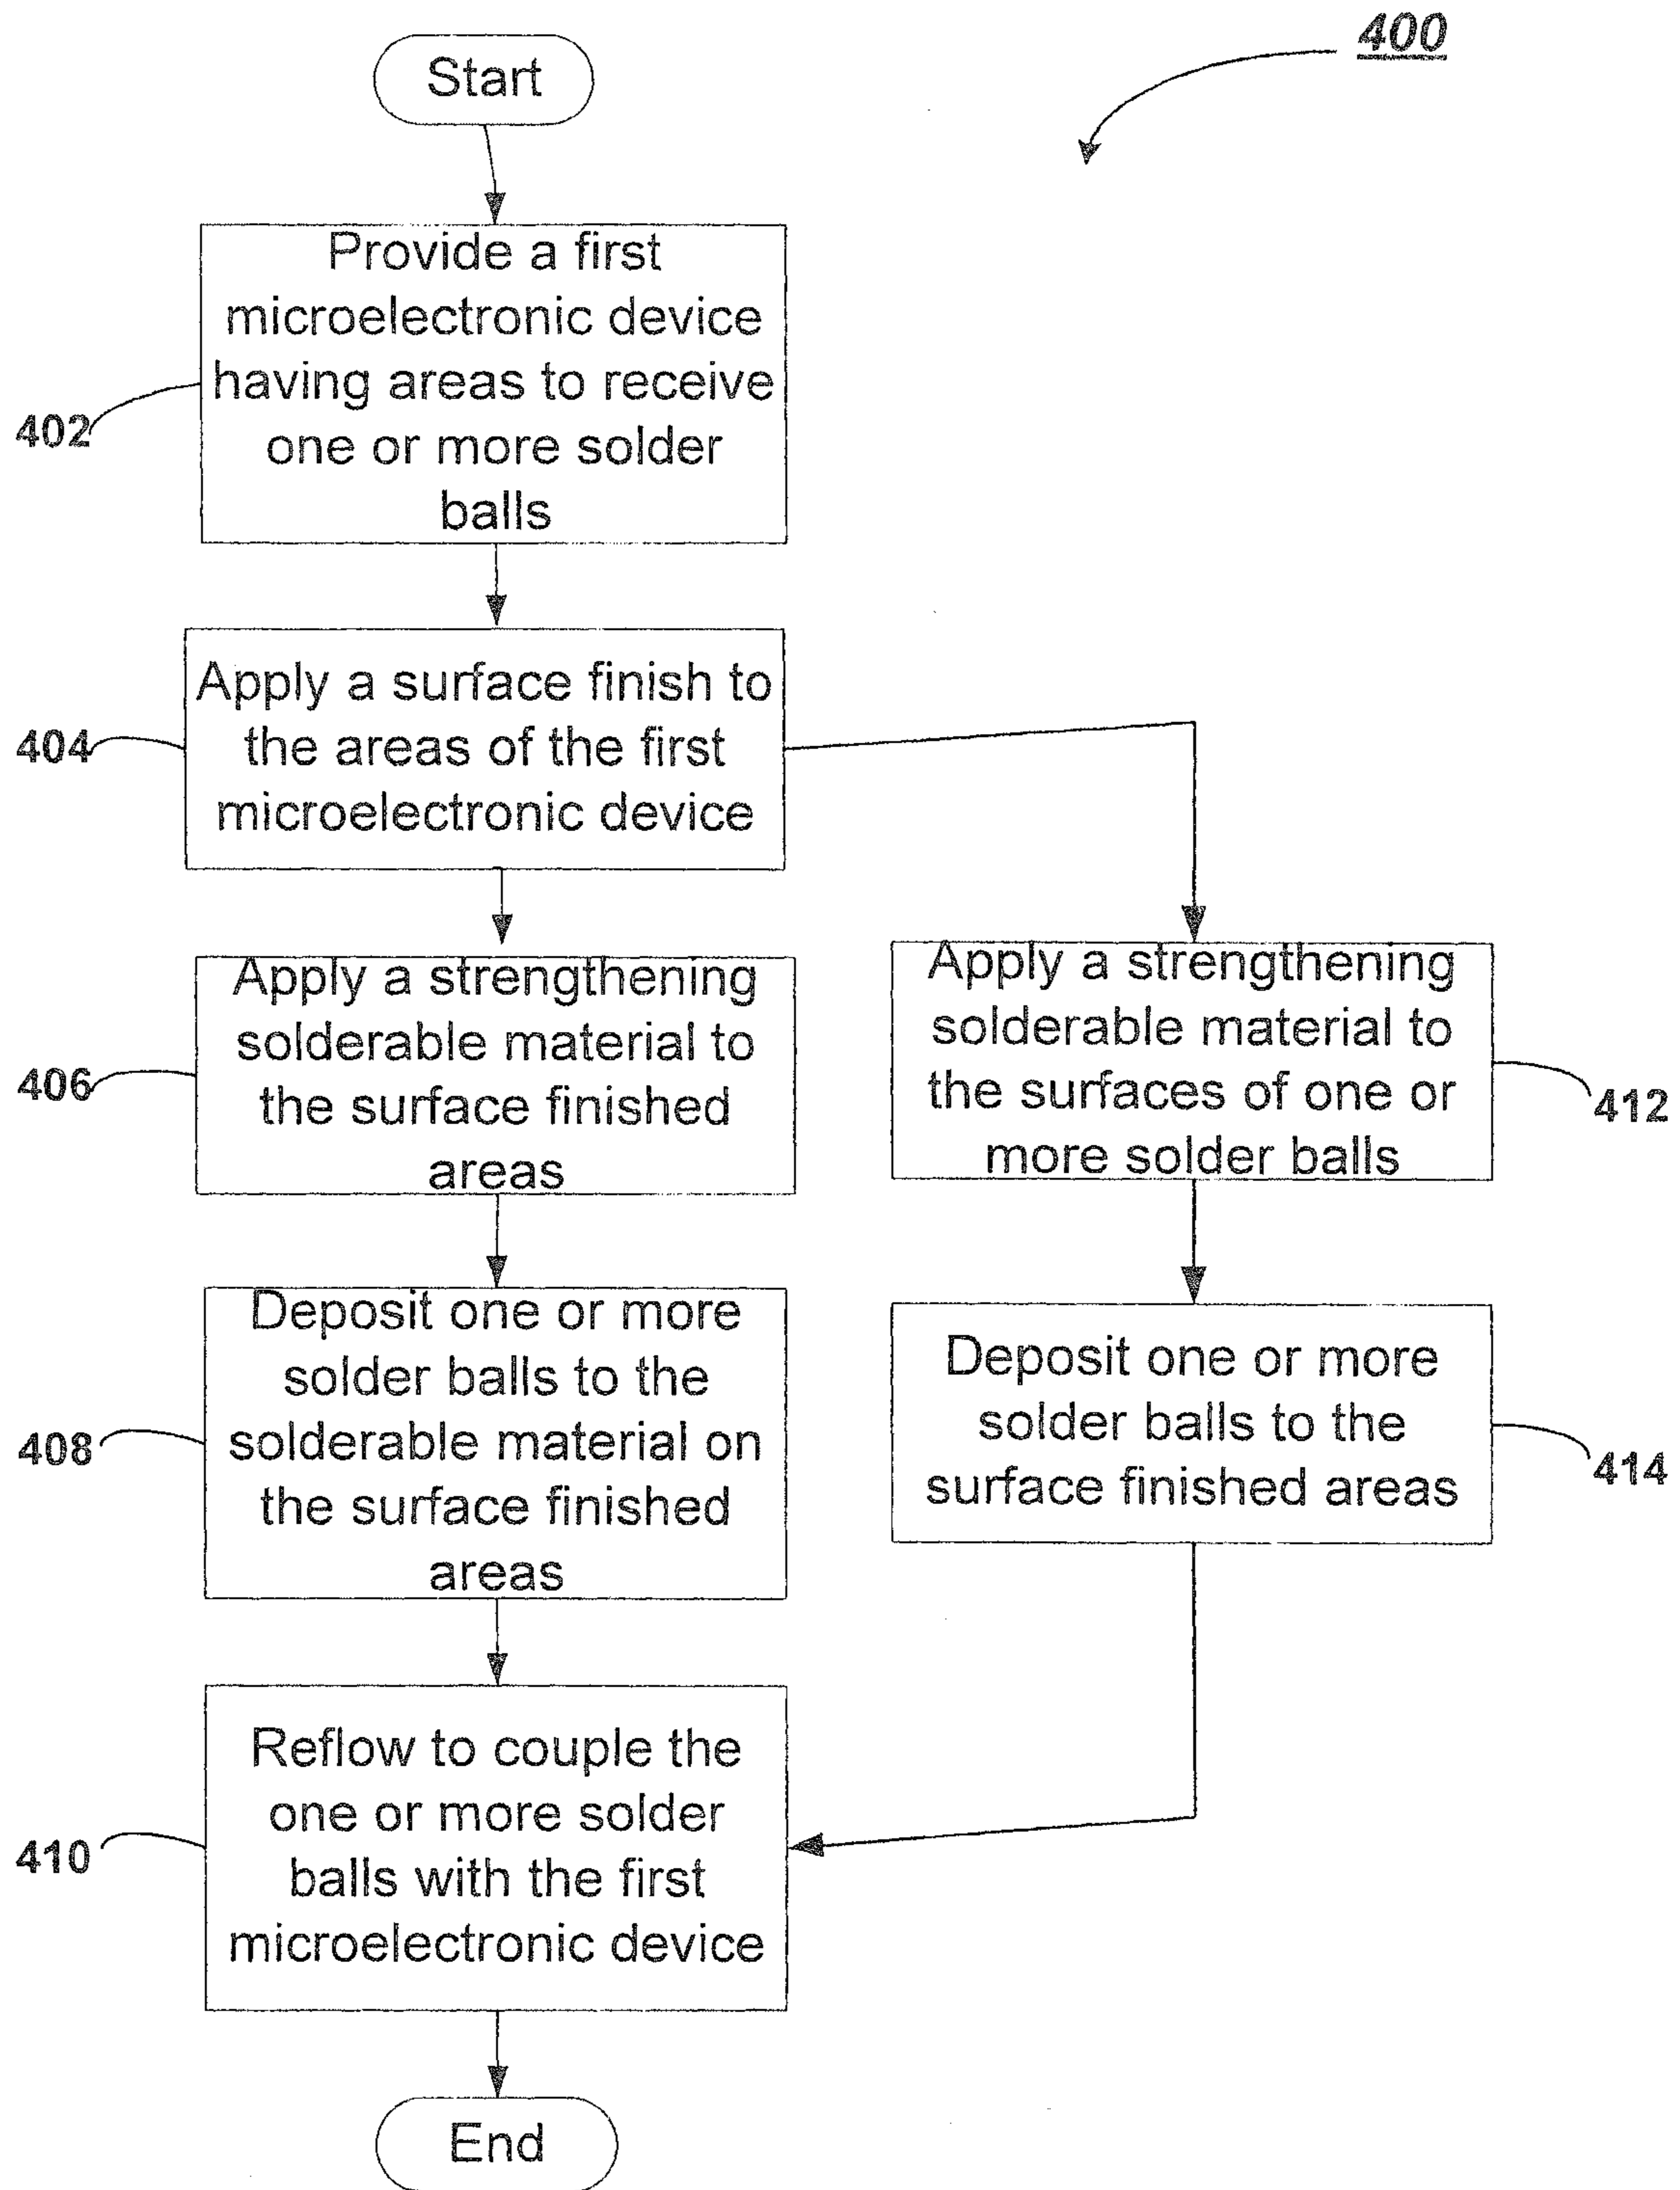 400
Start
Provide a first
microelectronic device
having areas to receive
one or more solder
balls
402
Apply a surface finish to
the areas of the first
microelectronic device
404
Apply a strengthening
solderable material to
the surface finished
areas
406
Apply a strengthening
solderable material to
the surfaces of one or
more solder balls
412
Deposit one or more
solder balls to the
solderable material on
the surface finished
areas
408
Deposit one or more
solder balls to the
surface finished areas
414
Reflow to couple the
one or more solder
balls with the first
microelectronic device
410
End